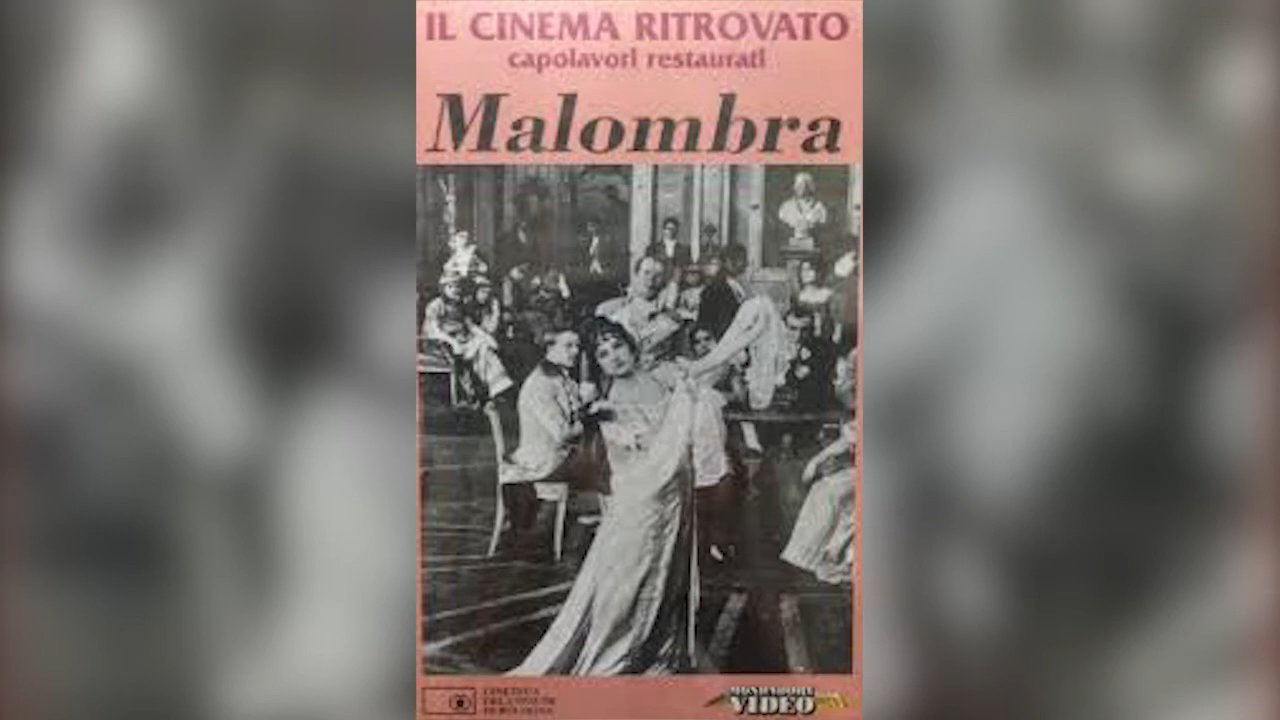 IL CINEMA RITROVATO
capolavori restaurati
Malombra
MONDADORI
VIDEO